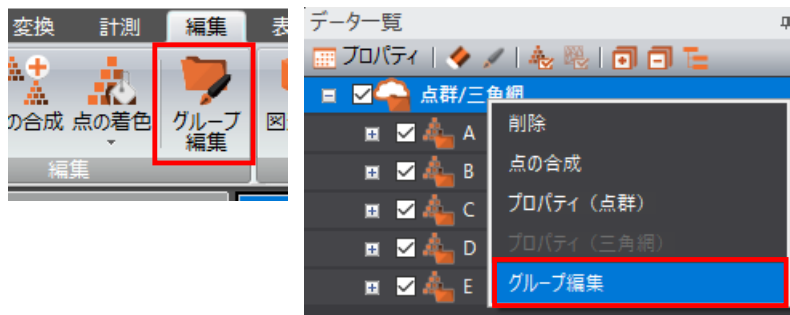 変換 計測 編集 表
の合成 点の着色 グループ
編集
編集
データ一覧
プロパティ
点群/三角網
A
B
C
D
E
削除
点の合成
プロパティ（点群）
プロパティ（三角網）
グループ編集